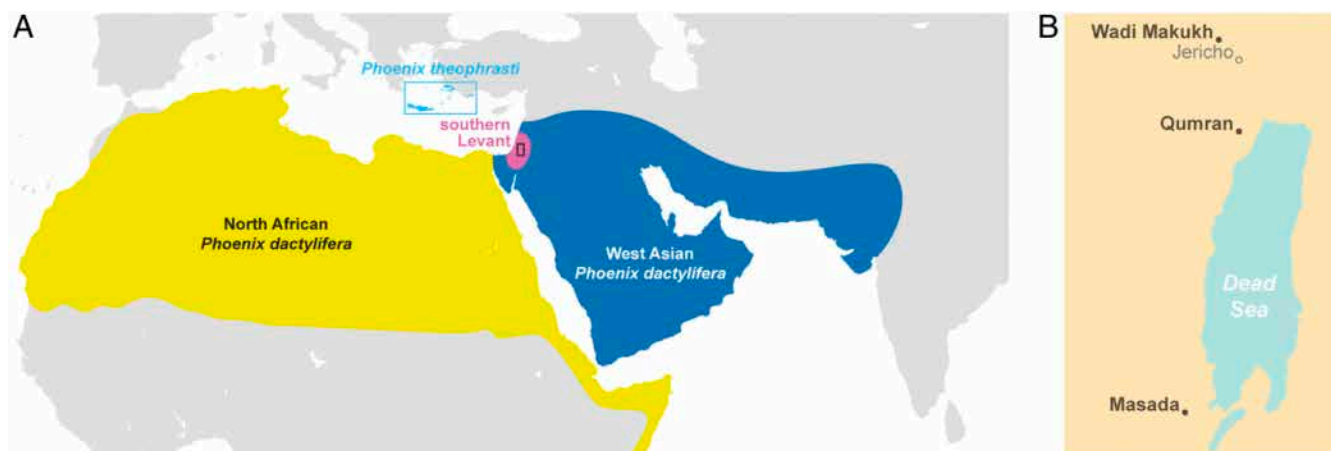 A
Phoenix theophrasti
southern
Levant
North African
Phoenix dactylifera
West Asian
Phoenix dactylifera
B
Wadi Makukh
Jericho
Qumran
Dead
Sea
Masada